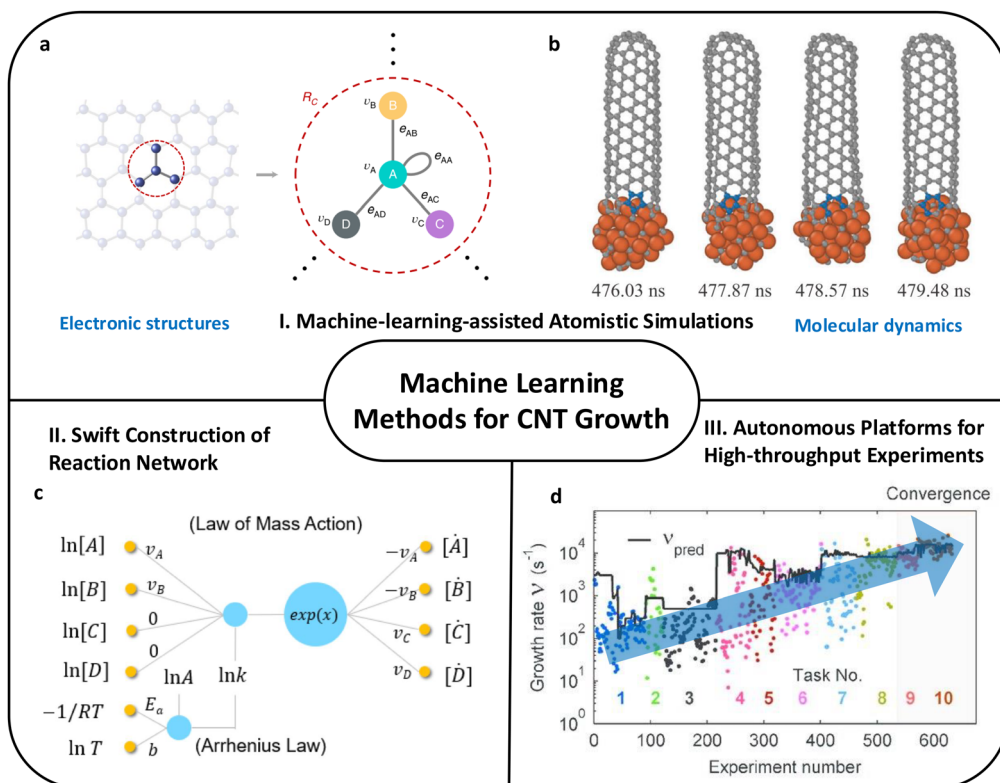 a
R_C
υ_B
B
e_AB
υ_A
A
e_AA
e_AD
e_AC
υ_D
D
υ_C
C
b
476.03 ns 477.87 ns 478.57 ns 479.48 ns
Electronic structures
I. Machine-learning-assisted Atomistic Simulations
Molecular dynamics
Machine Learning
Methods for CNT Growth
II. Swift Construction of
Reaction Network
c
(Law of Mass Action)
ln[A] v_A −v_A [Ȧ]
ln[B] v_B −v_B [Ḃ]
exp(x)
ln[C] 0 v_C [Ċ]
ln[D] 0 v_D [Ḋ]
lnA lnk
−1/RT E_a
ln T b
(Arrhenius Law)
III. Autonomous Platforms for
High-throughput Experiments
d
Convergence
ν_pred
Growth rate ν (s⁻¹)
10⁴
10³
10²
10¹
10⁰
Task No.
1 2 3 4 5 6 7 8 9 10
0 100 200 300 400 500 600
Experiment number